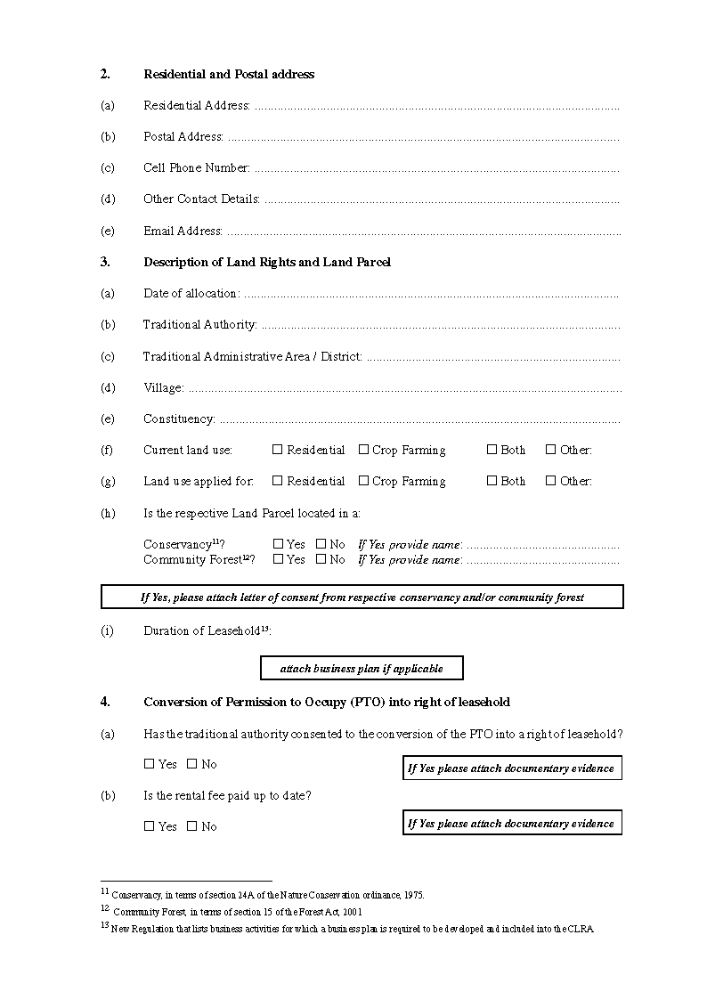 2. Residential and Postal address
(a) Residential Address: ................................................................................................................
(b) Postal Address: ........................................................................................................................
(c) Cell Phone Number: ................................................................................................................
(d) Other Contact Details: .............................................................................................................
(e) Email Address: .........................................................................................................................
3. Description of Land Rights and Land Parcel
(a) Date of allocation: ...................................................................................................................
(b) Traditional Authority: ..............................................................................................................
(c) Traditional Administrative Area / District: ..............................................................................
(d) Village: .....................................................................................................................................
(e) Constituency: ...........................................................................................................................
(f) Current land use: ☐ Residential ☐ Crop Farming ☐ Both ☐ Other:
(g) Land use applied for: ☐ Residential ☐ Crop Farming ☐ Both ☐ Other:
(h) Is the respective Land Parcel located in a:
Conservancy¹¹? ☐ Yes ☐ No If Yes provide name: ...............................................
Community Forest¹²? ☐ Yes ☐ No If Yes provide name: ...............................................
If Yes, please attach letter of consent from respective conservancy and/or community forest
(i) Duration of Leasehold¹³:
attach business plan if applicable
4. Conversion of Permission to Occupy (PTO) into right of leasehold
(a) Has the traditional authority consented to the conversion of the PTO into a right of leasehold?
☐ Yes ☐ No If Yes please attach documentary evidence
(b) Is the rental fee paid up to date?
☐ Yes ☐ No If Yes please attach documentary evidence
11 Conservancy, in terms of section 24A of the Nature Conservation ordinance, 1975.
12 Community Forest, in terms of section 15 of the Forest Act, 2001
13 New Regulation that lists business activities for which a business plan is required to be developed and included into the CLRA